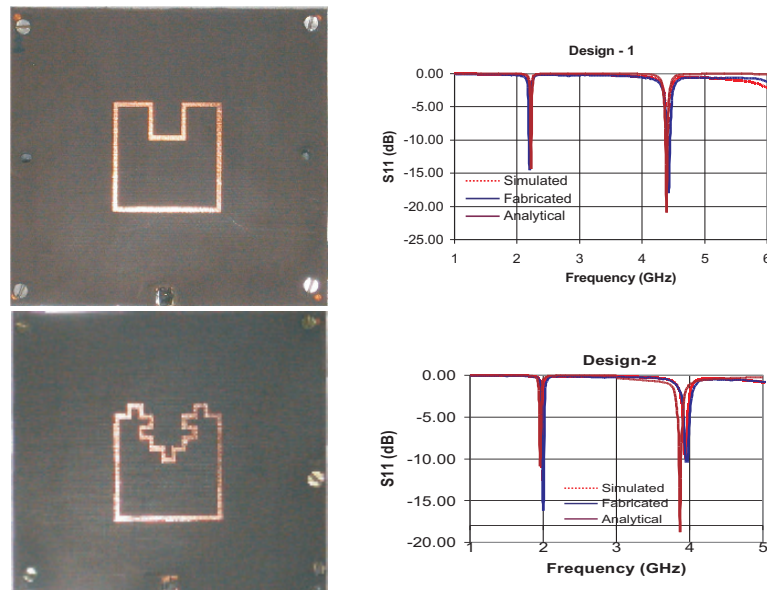 Design - 1
0.00
-5.00
-10.00
-15.00
-20.00
-25.00
S11 (dB)
Simulated
Fabricated
Analytical
1 2 3 4 5 6
Frequency (GHz)
Design-2
0.00
-5.00
-10.00
-15.00
-20.00
S11 (dB)
Simulated
Fabricated
Analytical
1 2 3 4 5
Frequency (GHz)